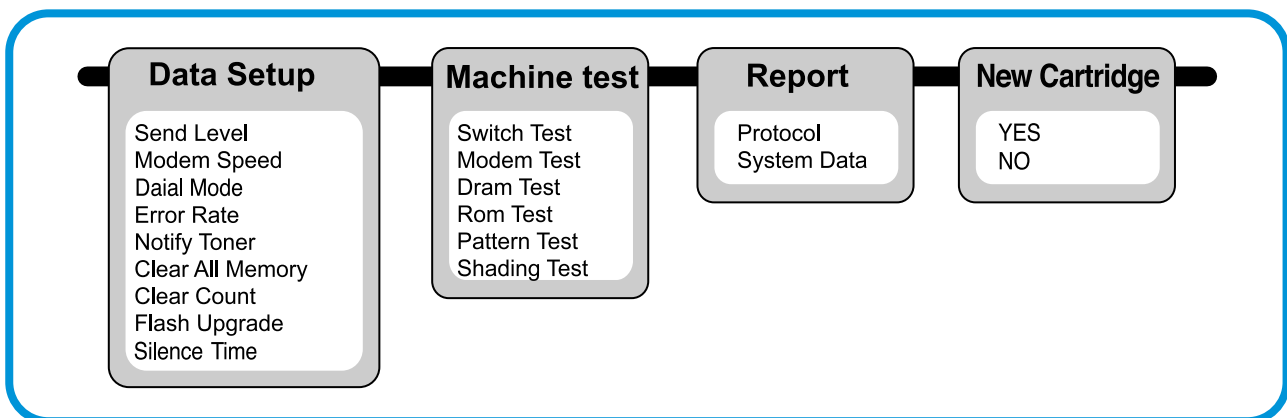 Data Setup
Send Level
Modem Speed
Daial Mode
Error Rate
Notify Toner
Clear All Memory
Clear Count
Flash Upgrade
Silence Time
Machine test
Switch Test
Modem Test
Dram Test
Rom Test
Pattern Test
Shading Test
Report
Protocol
System Data
New Cartridge
YES
NO